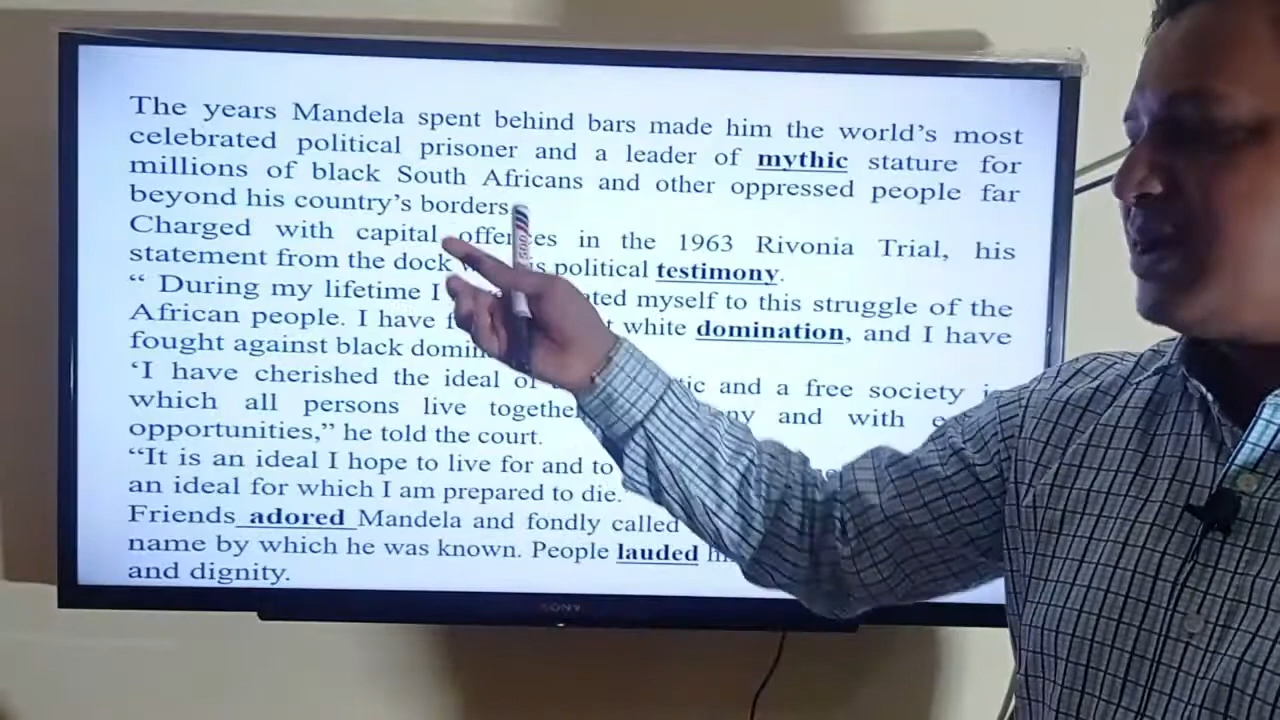 The years Mandela spent behind bars made him the world's most
celebrated political prisoner and a leader of mythic stature for
millions of black South Africans and other oppressed people far
beyond his country's borders
Charged with capital offences in the 1963 Rivonia Trial, his
statement from the dock political testimony.
“ During my lifetime I myself to this struggle of the
African people. I have white domination, and I have
fought against black
‘I have cherished the ideal and a free society
which all persons live and with
opportunities,” he told the court.
“It is an ideal I hope to live for and to
an ideal for which I am prepared to die.
Friends adored Mandela and fondly called
name by which he was known. People lauded
and dignity.
SONY